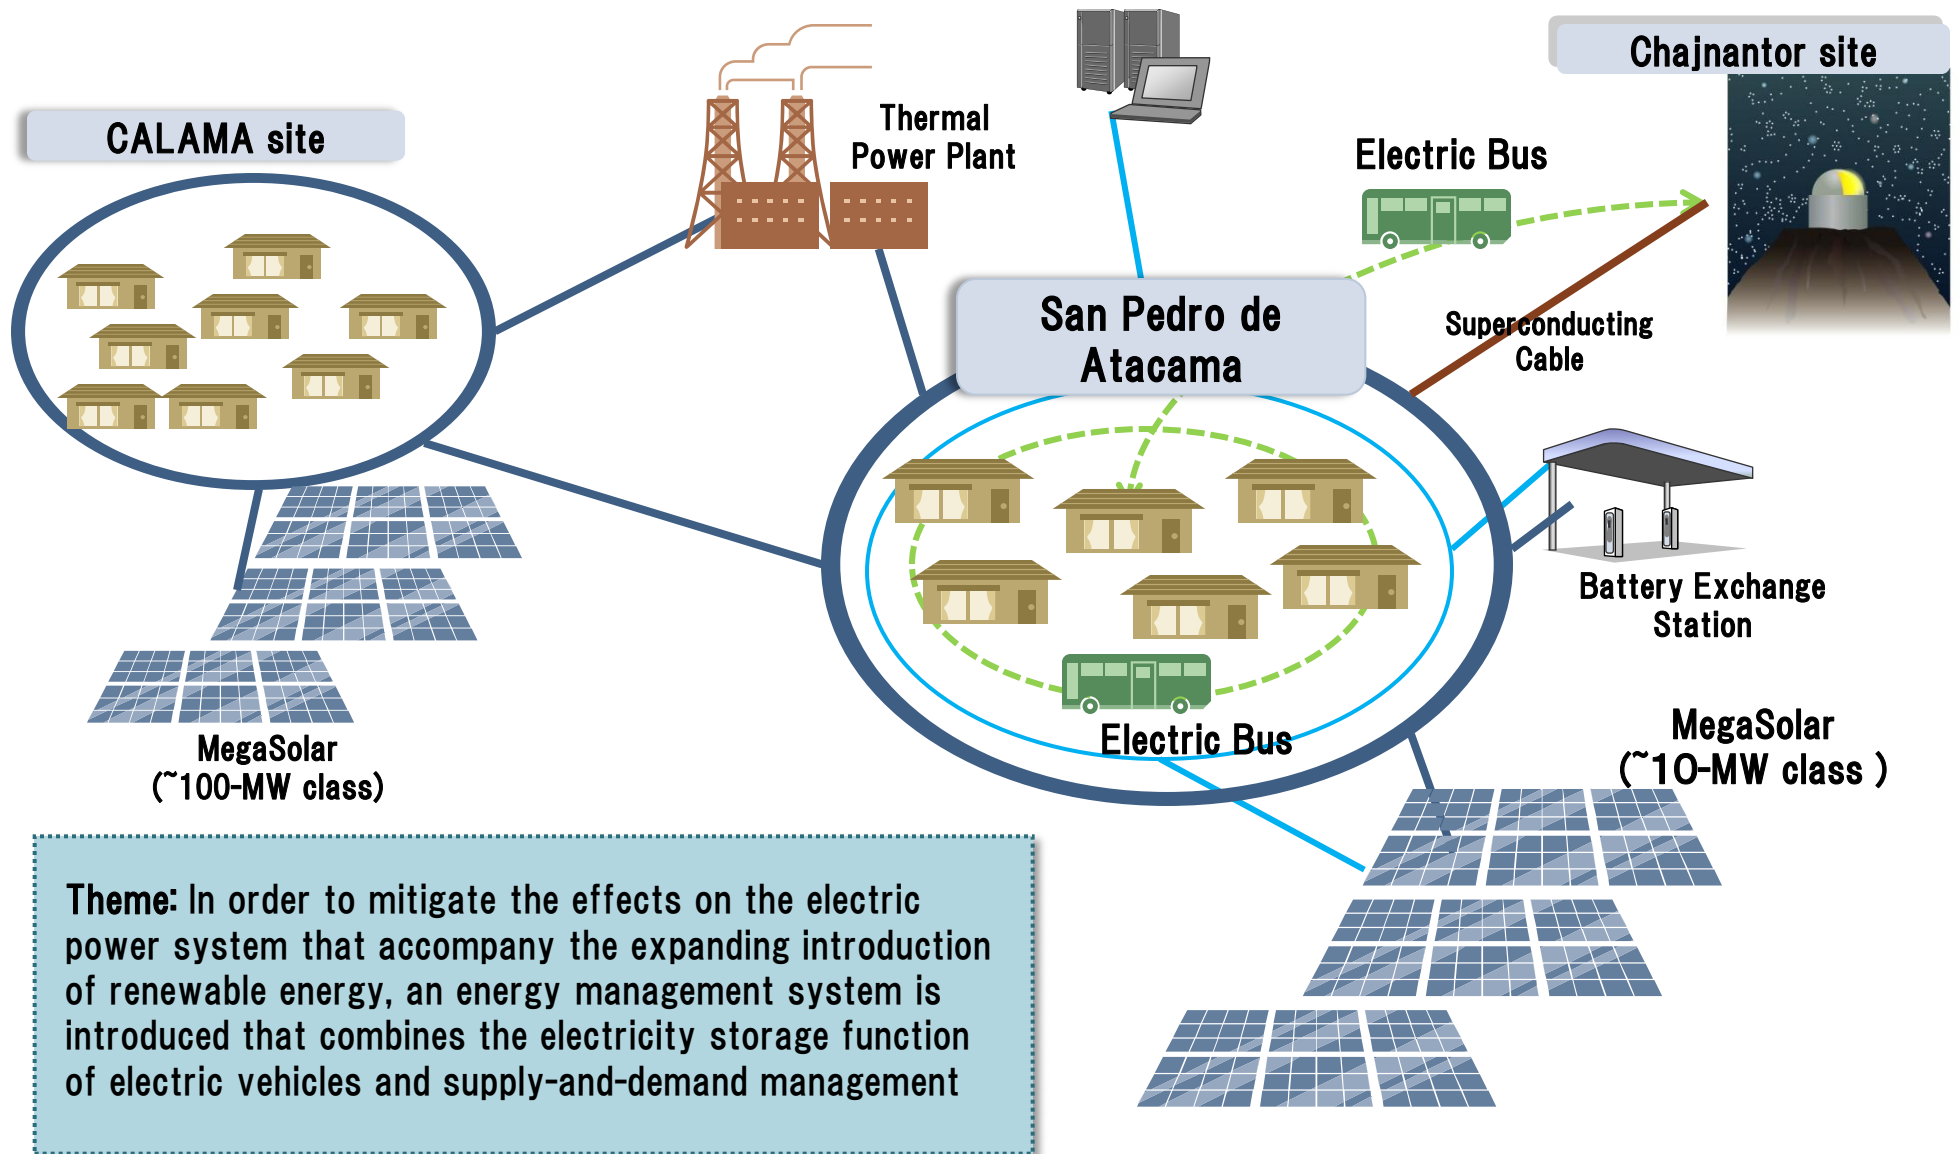 Chajnantor site
CALAMA site
Thermal
Power Plant
Electric Bus
San Pedro de
Atacama
Superconducting
Cable
Battery Exchange
Station
Electric Bus
MegaSolar
(~100-MW class)
MegaSolar
(~10-MW class )
Theme: In order to mitigate the effects on the electric
power system that accompany the expanding introduction
of renewable energy, an energy management system is
introduced that combines the electricity storage function
of electric vehicles and supply-and-demand management